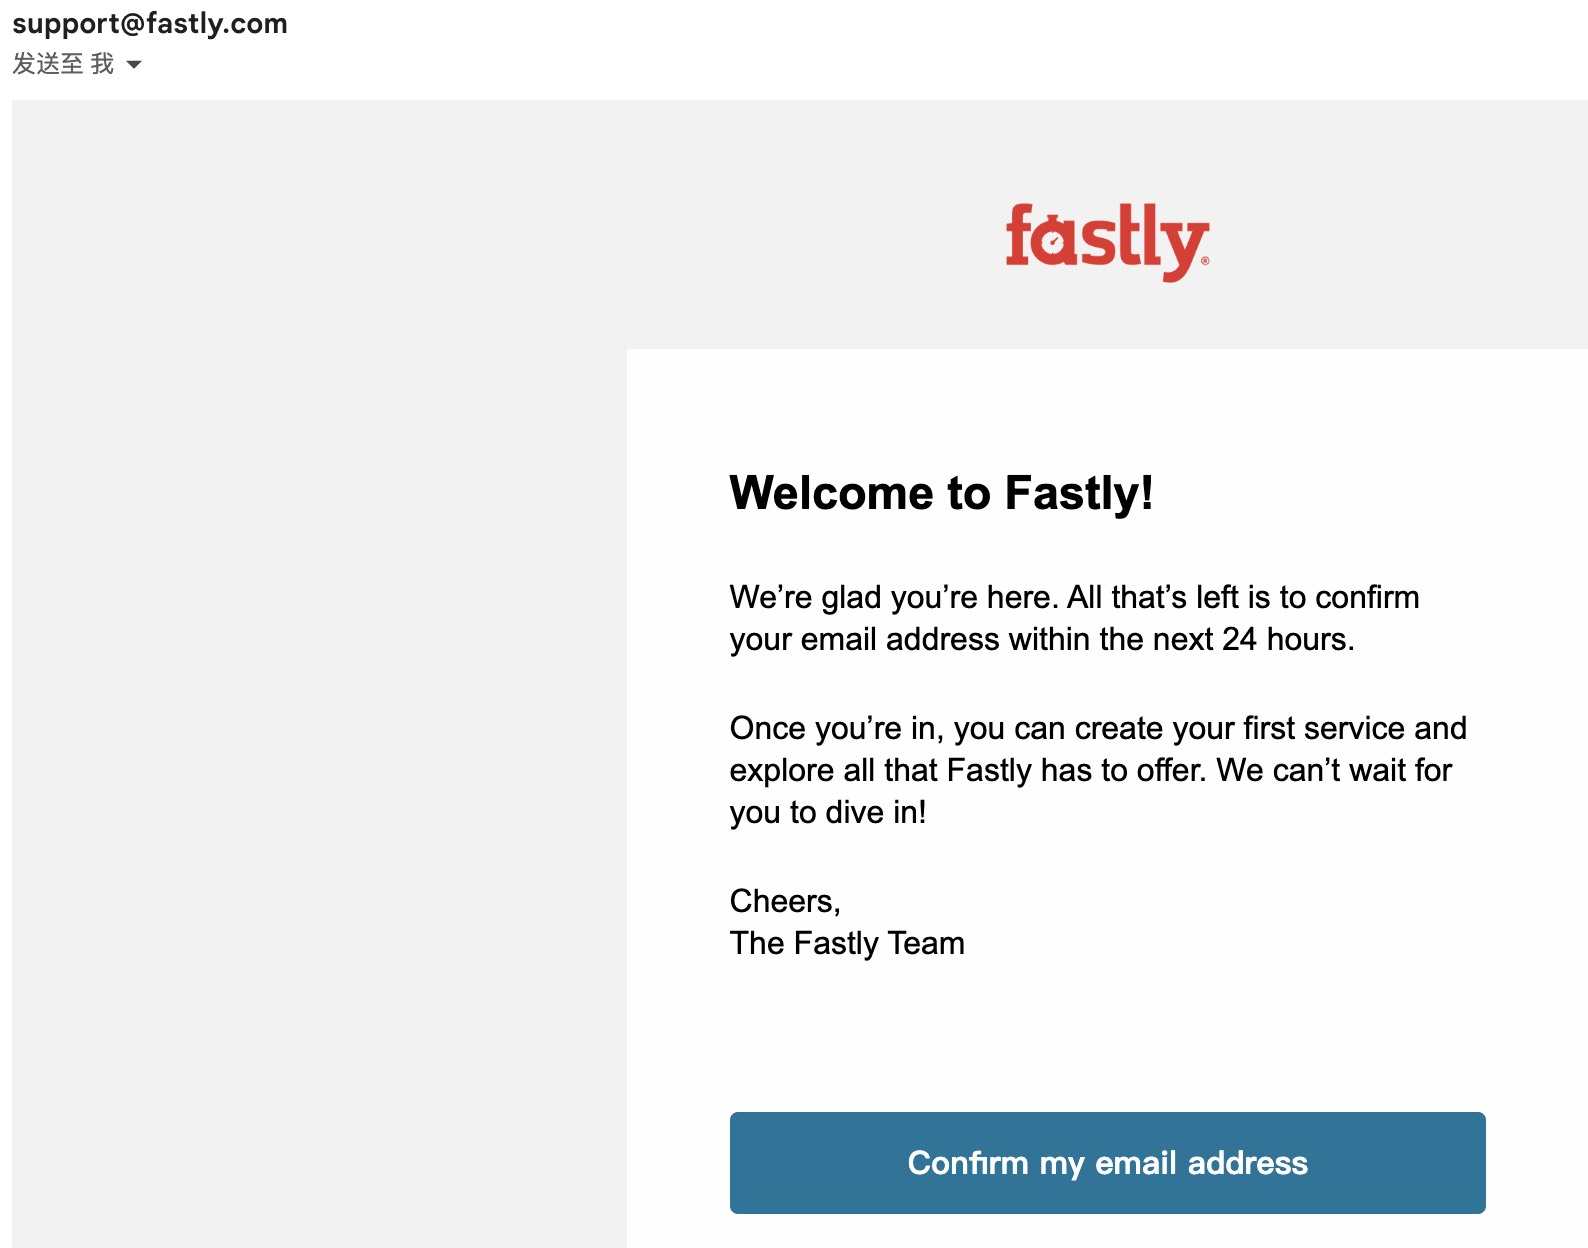 support@fastly.com
发送至 我
fastly®
Welcome to Fastly!
We’re glad you’re here. All that’s left is to confirm
your email address within the next 24 hours.
Once you’re in, you can create your first service and
explore all that Fastly has to offer. We can’t wait for
you to dive in!
Cheers,
The Fastly Team
Confirm my email address